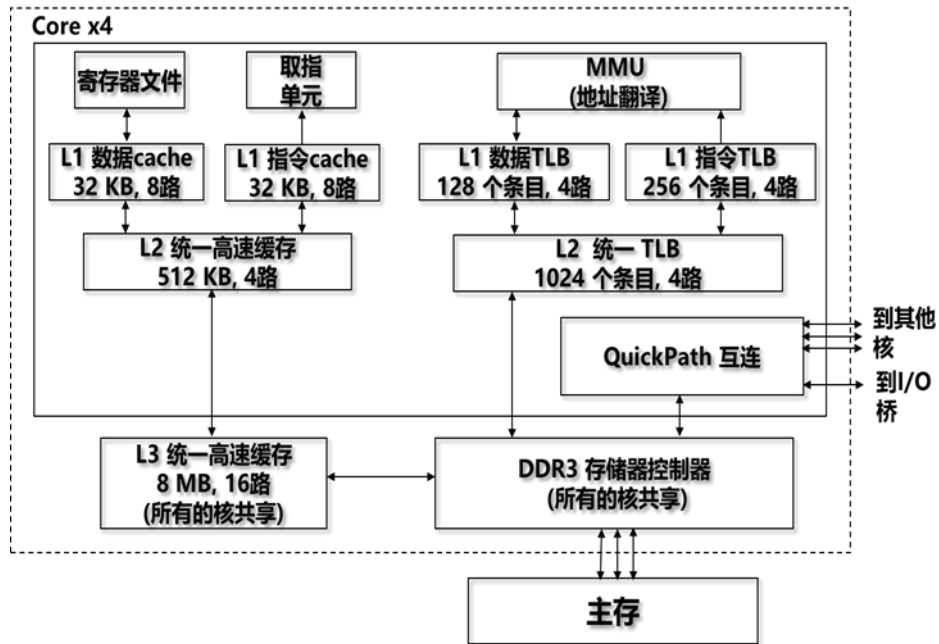 Core x4
寄存器文件
取指
单元
MMU
(地址翻译)
L1 数据cache
32 KB, 8路
L1 指令cache
32 KB, 8路
L1 数据TLB
128 个条目, 4路
L1 指令TLB
256 个条目, 4路
L2 统一高速缓存
512 KB, 4路
L2 统一 TLB
1024 个条目, 4路
QuickPath 互连
到其他
核
到I/O
桥
L3 统一高速缓存
8 MB, 16路
(所有的核共享)
DDR3 存储器控制器
(所有的核共享)
主存